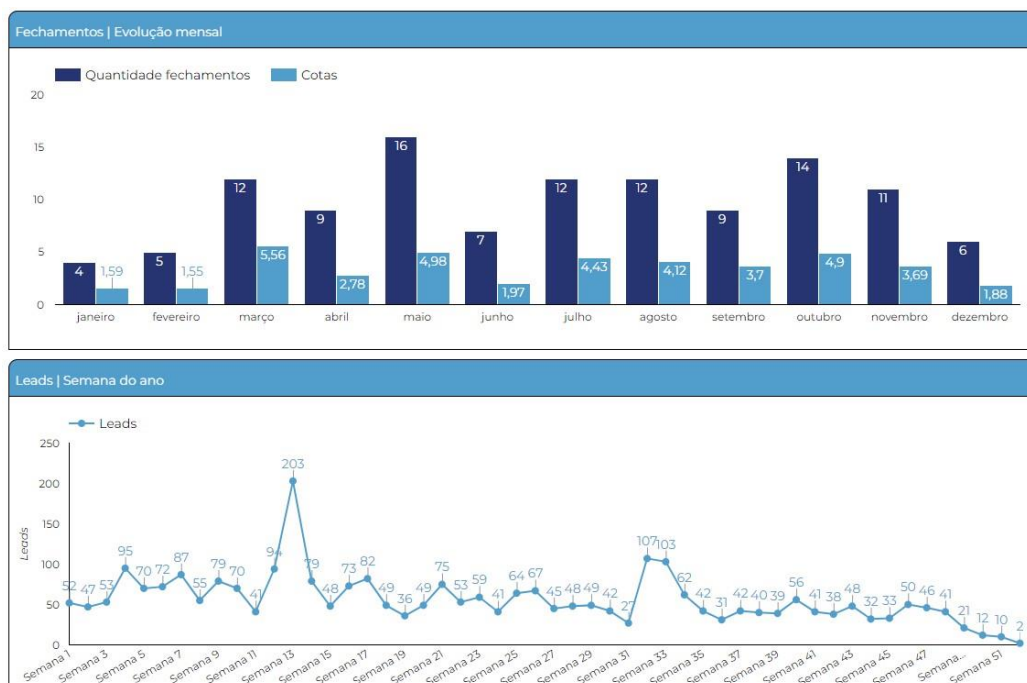 Fechamentos | Evolução mensal
Quantidade fechamentos Cotas
20
15
10
5
0
4 1,59 5 1,55 12 5,56 9 2,78 16 4,98 7 1,97 12 4,43 12 4,12 9 3,7 14 4,9 11 3,69 6 1,88
janeiro fevereiro março abril maio junho julho agosto setembro outubro novembro dezembro
Leads | Semana do ano
Leads
250
200
150
100
50
0
Leads
52 47 53 95 70 72 87 55 79 70 41 94 203 79 48 73 82 49 36 49 75 53 59 41 64 67 45 48 49 42 27 107 103 62 42 31 42 40 39 56 41 38 48 32 33 50 46 41 21 12 10 2
Semana 1 Semana 3 Semana 5 Semana 7 Semana 9 Semana 11 Semana 13 Semana 15 Semana 17 Semana 19 Semana 21 Semana 23 Semana 25 Semana 27 Semana 29 Semana 31 Semana 33 Semana 35 Semana 37 Semana 39 Semana 41 Semana 43 Semana 45 Semana 47 Semana... Semana 51